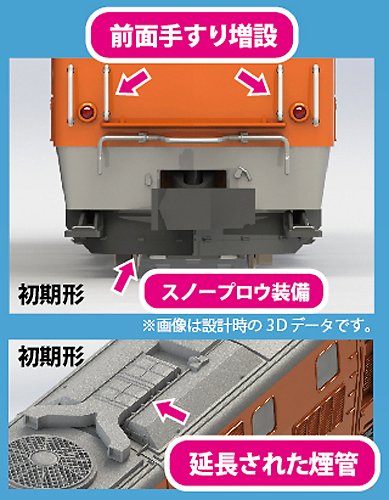 前面手すり増設
初期形
スノープロウ装備
※画像は設計時の3Dデータです。
初期形
延長された煙管